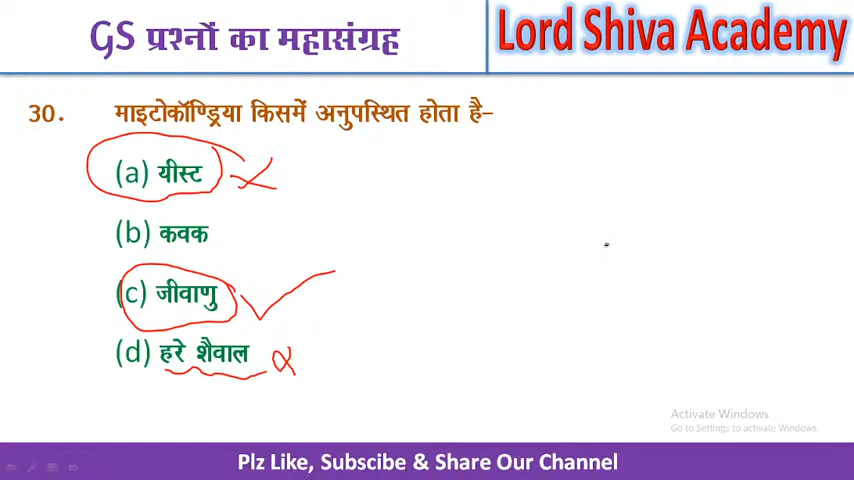 GS प्रश्नों का महासंग्रह
Lord Shiva Academy
30. माइटोकॉण्ड्रिया किसमें अनुपस्थित होता है-
(a) यीस्ट
(b) कवक
(c) जीवाणु
(d) हरे शैवाल
Activate Windows
Go to Settings to activate Windows.
Plz Like, Subscibe & Share Our Channel